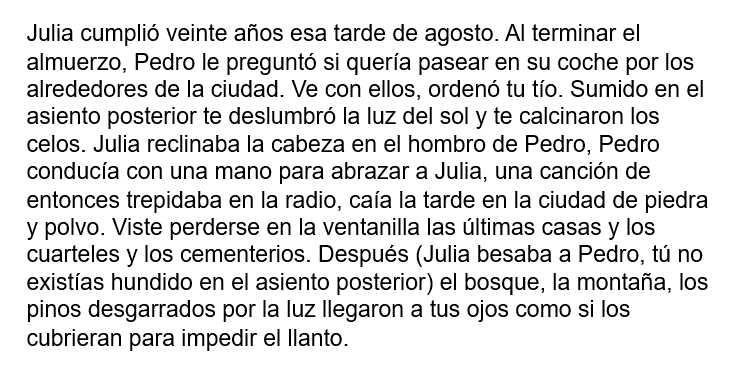 Julia cumplió veinte años esa tarde de agosto. Al terminar el
almuerzo, Pedro le preguntó si quería pasear en su coche por los
alrededores de la ciudad. Ve con ellos, ordenó tu tío. Sumido en el
asiento posterior te deslumbró la luz del sol y te calcinaron los
celos. Julia reclinaba la cabeza en el hombro de Pedro, Pedro
conducía con una mano para abrazar a Julia, una canción de
entonces trepidaba en la radio, caía la tarde en la ciudad de piedra
y polvo. Viste perderse en la ventanilla las últimas casas y los
cuarteles y los cementerios. Después (Julia besaba a Pedro, tú no
existías hundido en el asiento posterior) el bosque, la montaña, los
pinos desgarrados por la luz llegaron a tus ojos como si los
cubrieran para impedir el llanto.